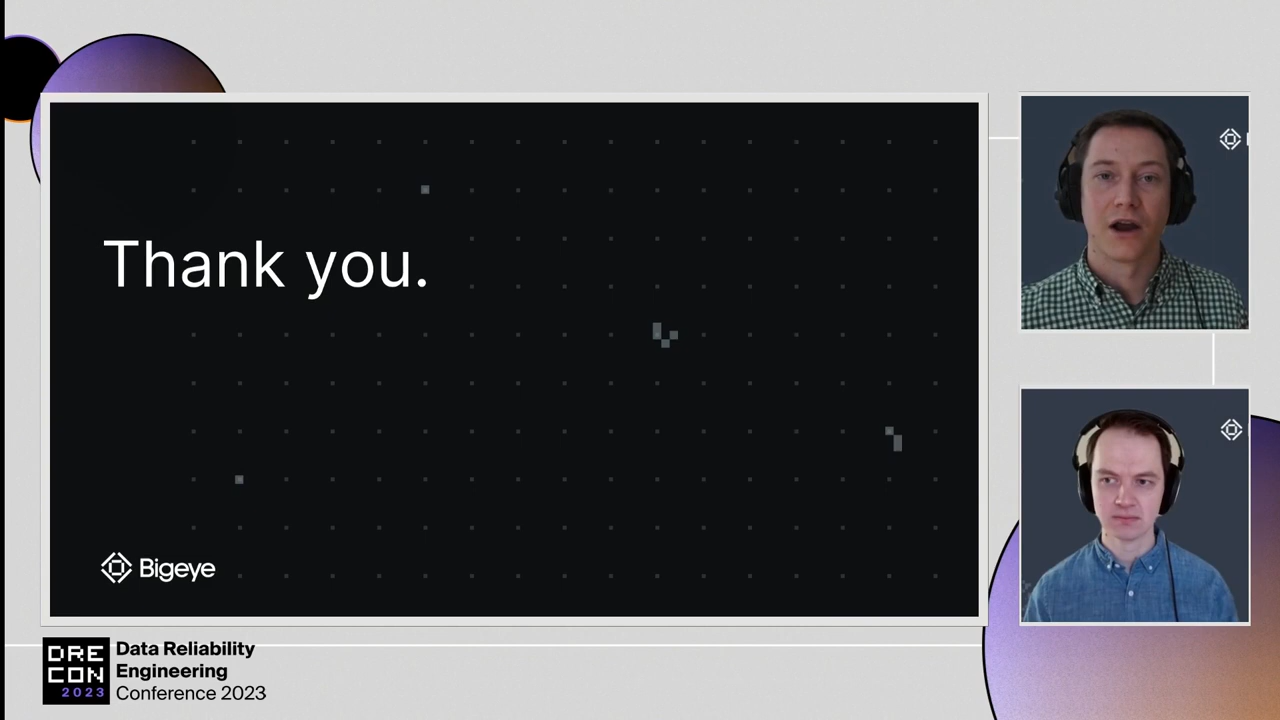 Thank you.
Bigeye
DRE
CON
2023
Data Reliability
Engineering
Conference 2023